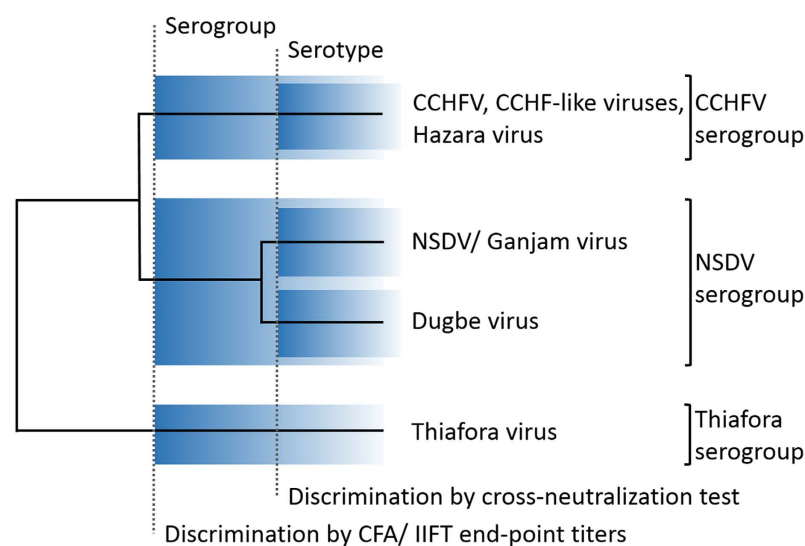 Serogroup
Serotype
CCHFV, CCHF-like viruses,
Hazara virus
CCHFV
serogroup
NSDV/ Ganjam virus
NSDV
serogroup
Dugbe virus
Thiafora virus
Thiafora
serogroup
Discrimination by cross-neutralization test
Discrimination by CFA/ IIFT end-point titers